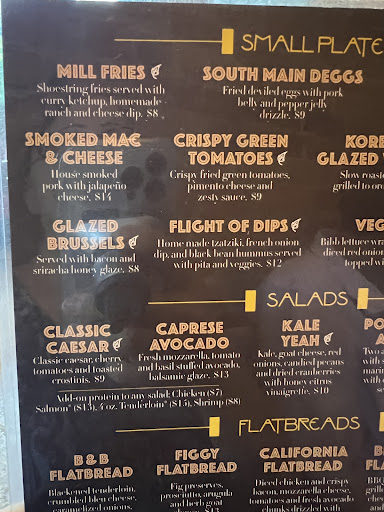 SMALL PLATE
MILL FRIES
Shoestring fries served with
curry ketchup, homemade
ranch and cheese dip. $8
SOUTH MAIN DEGGS
Fried deviled eggs with pork
belly and pepper jelly
drizzle. $9
SMOKED MAC
& CHEESE
House smoked
pork with jalapeño
cheese. $14
CRISPY GREEN
TOMATOES
Crispy fried green tomatoes,
pimento cheese and
zesty sauce. $9
KORE
GLAZED
Slow roast
grilled to or
GLAZED
BRUSSELS
Served with bacon and
sriracha honey glaze. $8
FLIGHT OF DIPS
Home made tzatziki, french onion
dip, and black bean hummus served
with pita and veggies. $12
VEG
Bibb lettuce wra
diced red onion
topped wi
SALADS
CLASSIC
CAESAR
Classic caesar, cherry
tomatoes and toasted
crostinis. $9
CAPRESE
AVOCADO
Fresh mozzarella, tomato
and basil stuffed avocado,
balsamic glaze. $13
KALE
YEAH
Kale, goat cheese, red
onions, candied pecans
and dried cranberries
with honey citrus
vinaigrette. $10
PO
A
Two a
with s
marin
with
se
Add-on protein to any salad: Chicken ($7)
Salmon* ($13), 4 oz. Tenderloin* ($15), Shrimp ($8)
FLATBREADS
B & B
FLATBREAD
Blackened tenderloin,
crumbled bleu cheese,
caramelized onions,
FIGGY
FLATBREAD
Fig preserves,
prosciutto, arugula
and herb goat
$13
CALIFORNIA
FLATBREAD
Diced chicken and crispy
bacon, mozzarella cheese,
tomatoes and fresh avocado
chunks drizzled with
B
FLA
BBQ